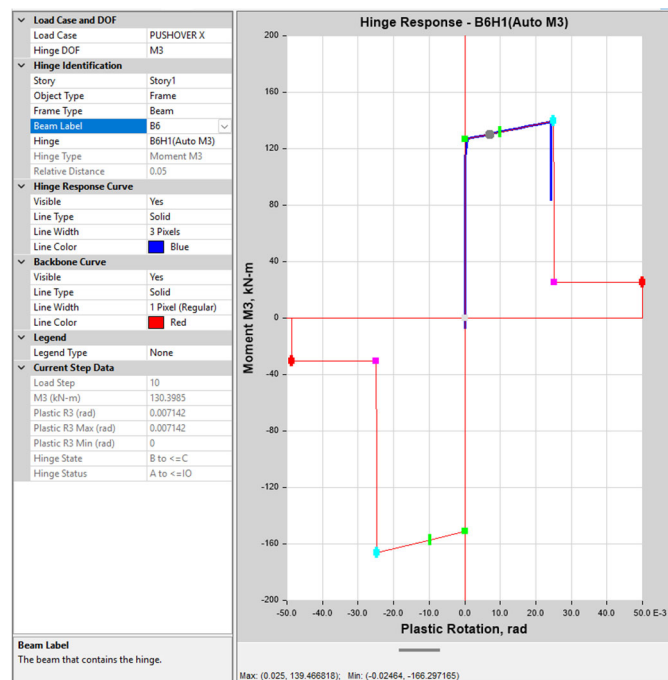 Load Case and DOF
Load Case PUSHOVER X
Hinge DOF M3
Hinge Identification
Story Story1
Object Type Frame
Frame Type Beam
Beam Label B6
Hinge B6H1(Auto M3)
Hinge Type Moment M3
Relative Distance 0.05
Hinge Response Curve
Visible Yes
Line Type Solid
Line Width 3 Pixels
Line Color Blue
Backbone Curve
Visible Yes
Line Type Solid
Line Width 1 Pixel (Regular)
Line Color Red
Legend
Legend Type None
Current Step Data
Load Step 10
M3 (kN-m) 130.3985
Plastic R3 (rad) 0.007142
Plastic R3 Max (rad) 0.007142
Plastic R3 Min (rad) 0
Hinge State B to <=C
Hinge Status A to <=IO
Beam Label
The beam that contains the hinge.
Hinge Response - B6H1(Auto M3)
Moment M3, kN-m
200
160
120
80
40
0
-40
-80
-120
-160
-200
-50.0 -40.0 -30.0 -20.0 -10.0 0.0 10.0 20.0 30.0 40.0 50.0 E-3
Plastic Rotation, rad
Max: (0.025, 139.466818); Min: (-0.02464, -166.297165)